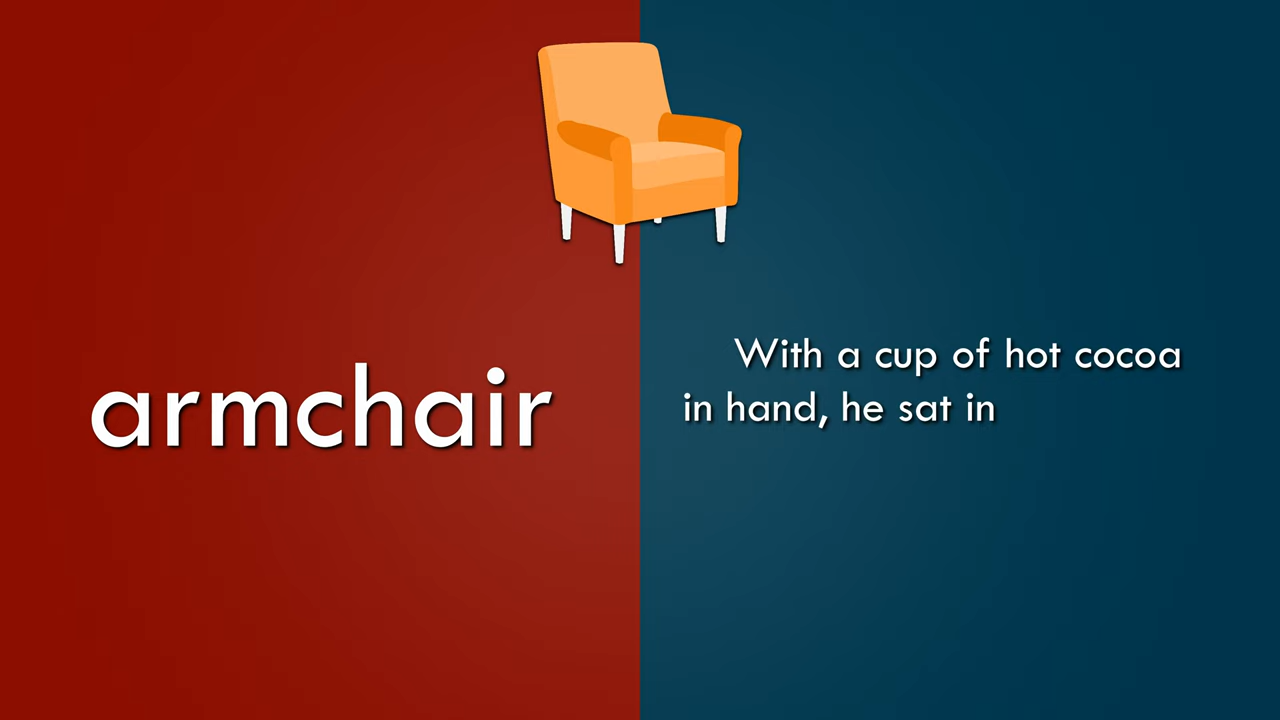 armchair
With a cup of hot cocoa
in hand, he sat in